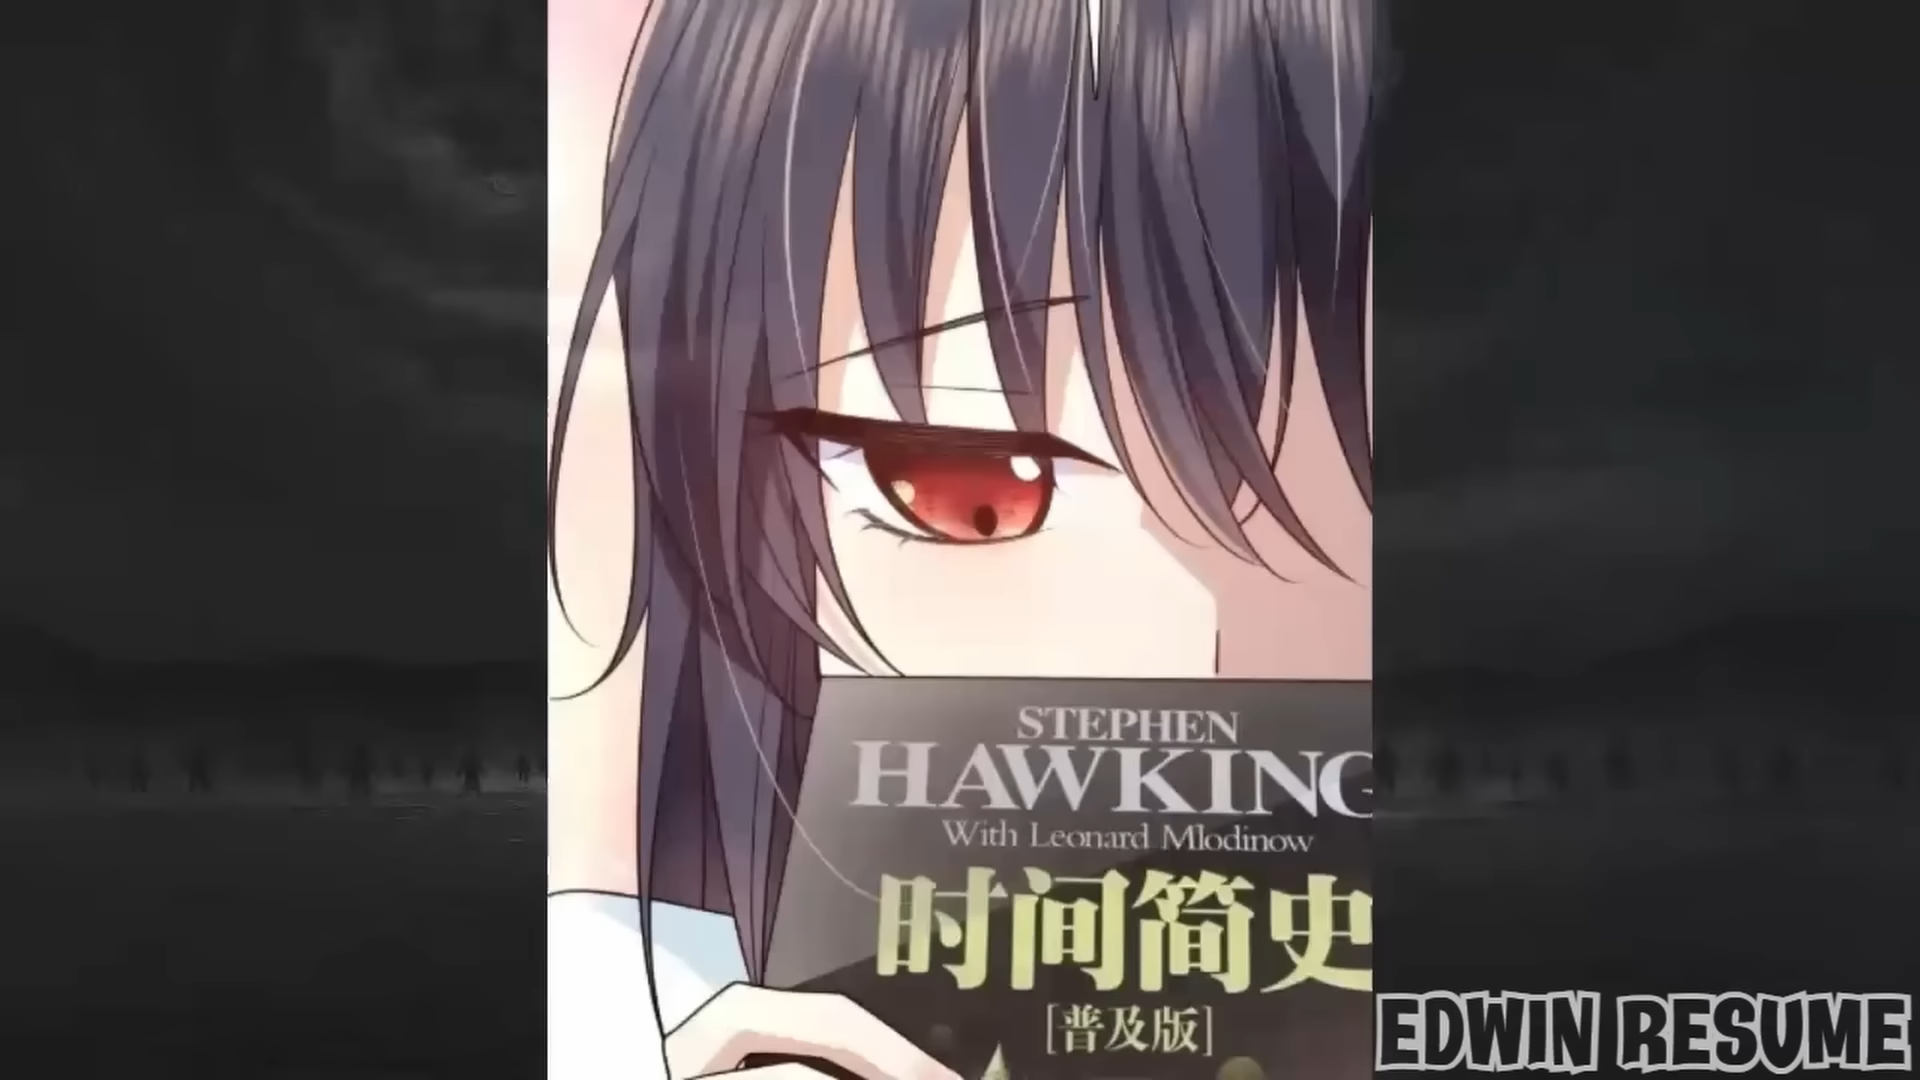 STEPHEN
HAWKING
With Leonard Mlodinow
时间简史
[普及版]
EDWIN RESUME